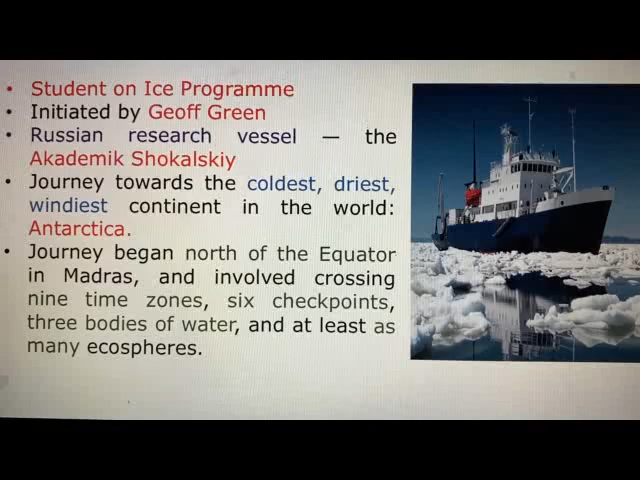 • Student on Ice Programme
• Initiated by Geoff Green
• Russian research vessel — the
Akademik Shokalskiy
• Journey towards the coldest, driest,
windiest continent in the world:
Antarctica.
• Journey began north of the Equator
in Madras, and involved crossing
nine time zones, six checkpoints,
three bodies of water, and at least as
many ecospheres.